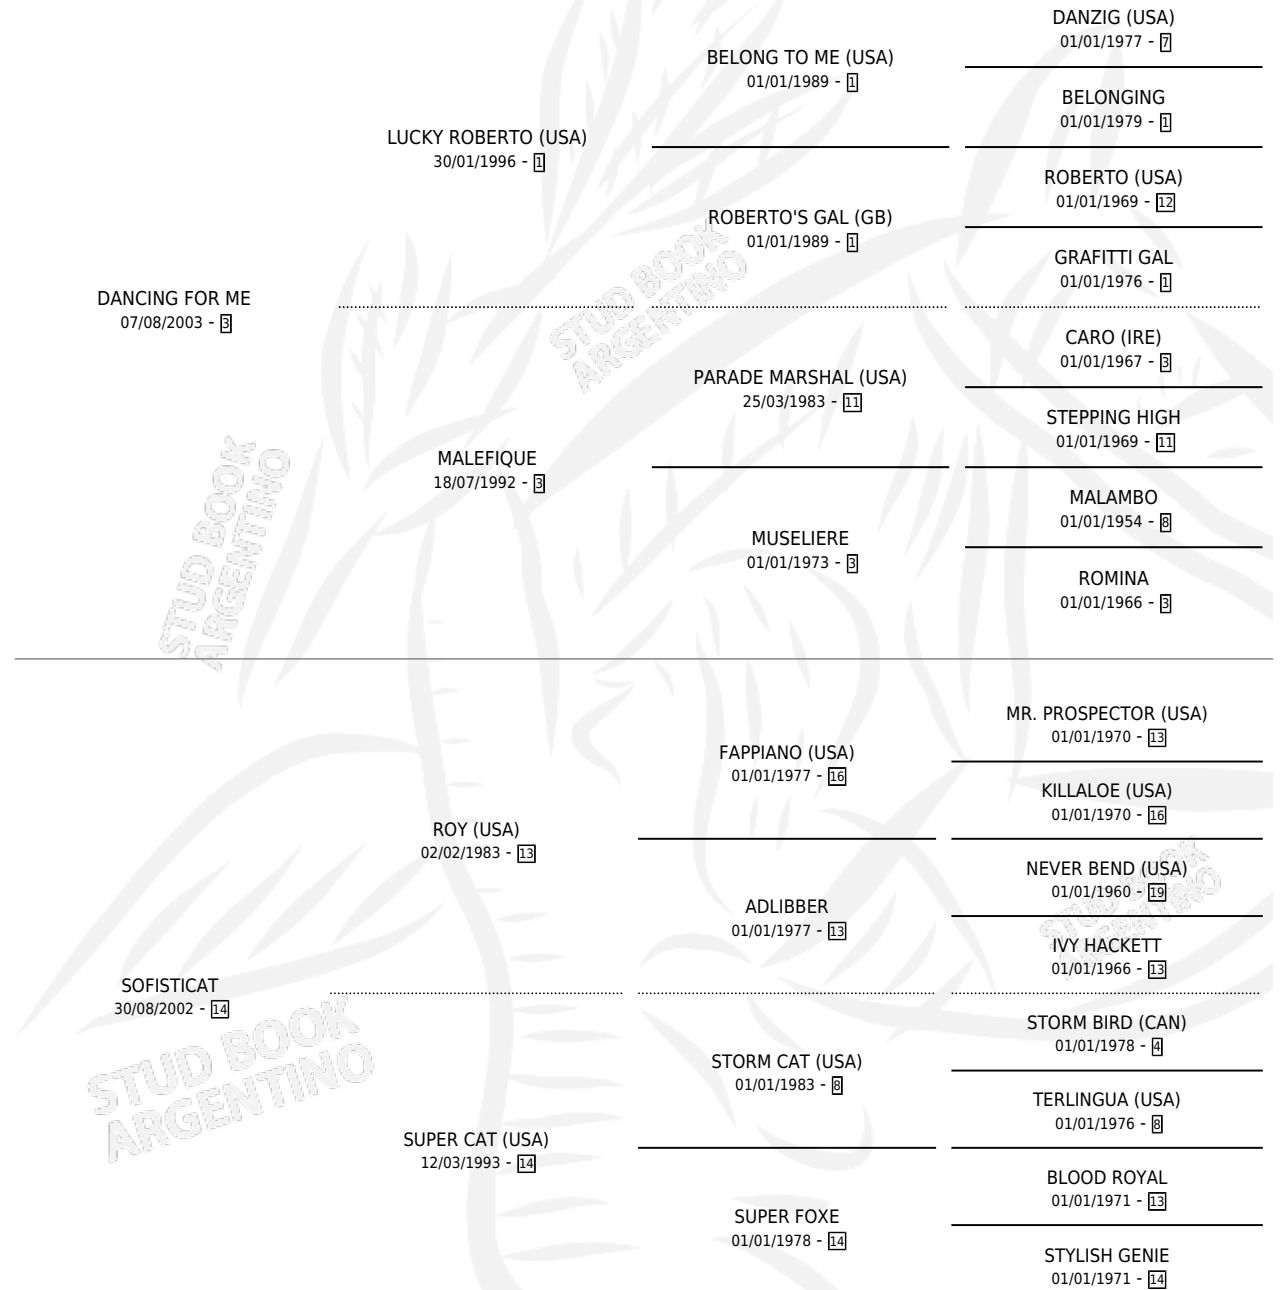 DANZIG (USA)
01/01/1977 - 7
BELONG TO ME (USA)
01/01/1989 - 1
BELONGING
01/01/1979 - 1
LUCKY ROBERTO (USA)
30/01/1996 - 1
ROBERTO (USA)
01/01/1969 - 12
ROBERTO'S GAL (GB)
01/01/1989 - 1
GRAFITTI GAL
01/01/1976 - 1
DANCING FOR ME
07/08/2003 - 3
CARO (IRE)
01/01/1967 - 3
PARADE MARSHAL (USA)
25/03/1983 - 11
STEPPING HIGH
01/01/1969 - 11
MALEFIQUE
18/07/1992 - 3
MALAMBO
01/01/1954 - 8
MUSELIERE
01/01/1973 - 3
ROMINA
01/01/1966 - 3
MR. PROSPECTOR (USA)
01/01/1970 - 13
FAPPIANO (USA)
01/01/1977 - 16
KILLALOE (USA)
01/01/1970 - 16
ROY (USA)
02/02/1983 - 13
NEVER BEND (USA)
01/01/1960 - 19
ADLIBBER
01/01/1977 - 13
IVY HACKETT
01/01/1966 - 13
SOFISTICAT
30/08/2002 - 14
STORM BIRD (CAN)
01/01/1978 - 4
STORM CAT (USA)
01/01/1983 - 8
TERLINGUA (USA)
01/01/1976 - 8
SUPER CAT (USA)
12/03/1993 - 14
BLOOD ROYAL
01/01/1971 - 13
SUPER FOXE
01/01/1978 - 14
STYLISH GENIE
01/01/1971 - 14
STUD BOOK
ARGENTINO
STUD BOOK
ARGENTINO
STUD BOOK
ARGENTINO
STUD BOOK
ARGENTINO